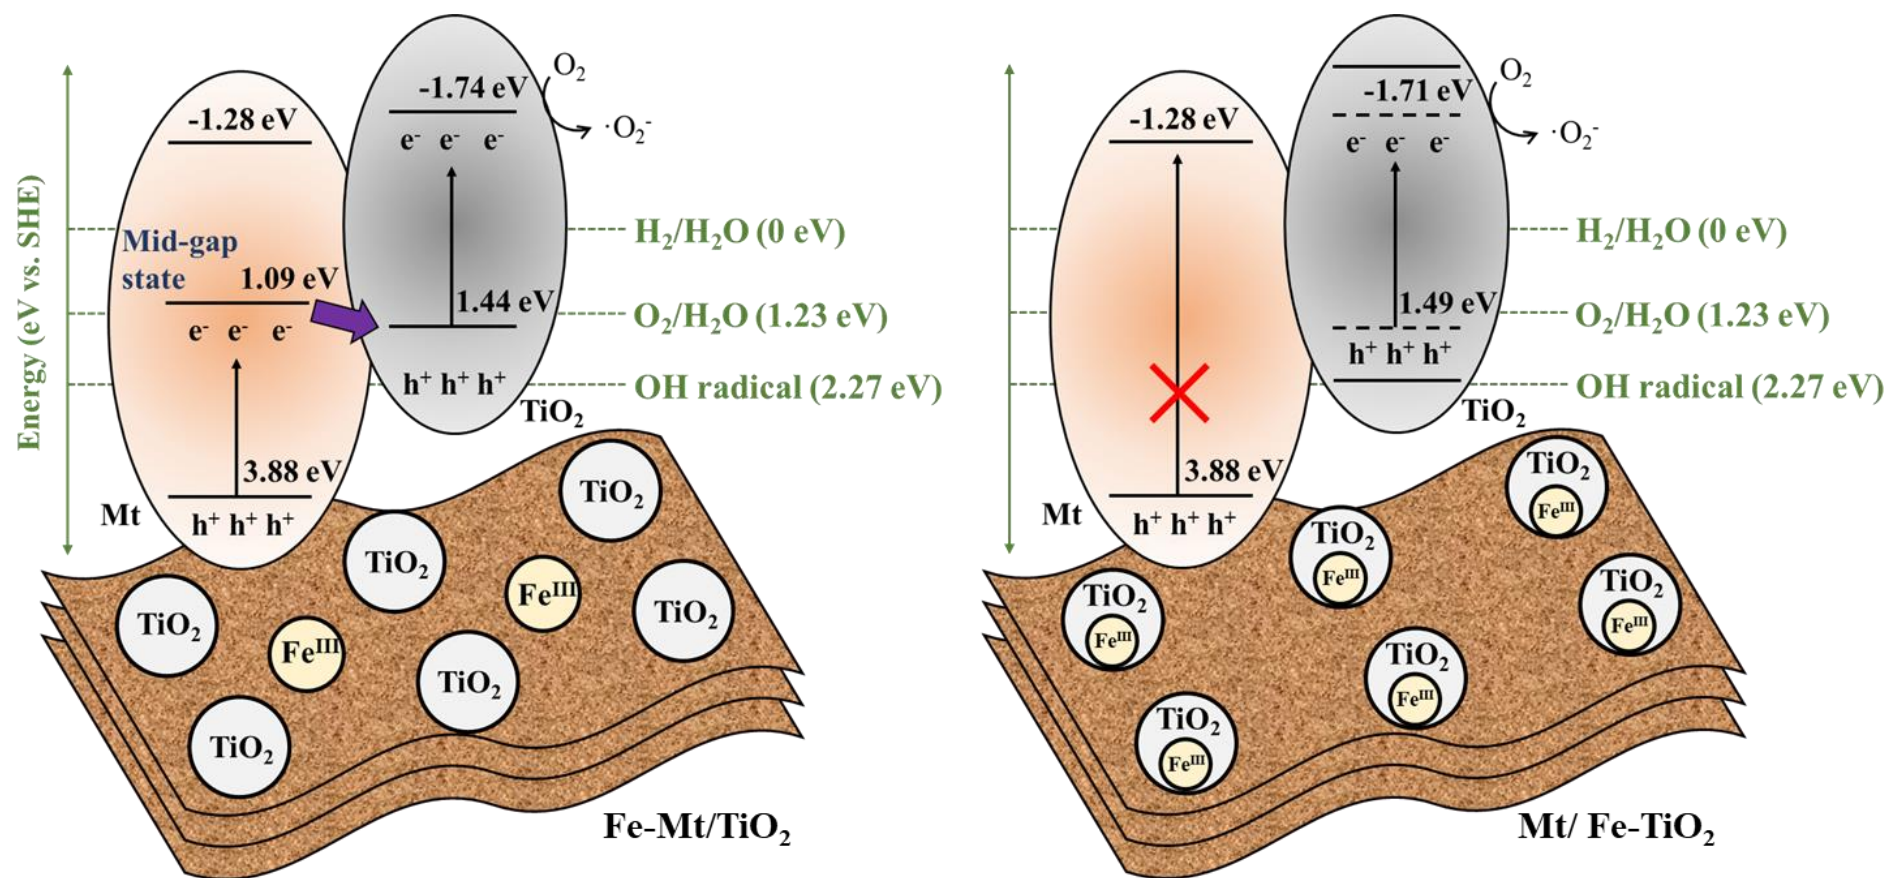 Energy (eV vs. SHE)
-1.28 eV
Mid-gap
state
1.09 eV
e⁻ e⁻ e⁻
3.88 eV
h⁺ h⁺ h⁺
Mt
-1.74 eV
e⁻ e⁻ e⁻
1.44 eV
h⁺ h⁺ h⁺
TiO₂
O₂
·O₂⁻
H₂/H₂O (0 eV)
O₂/H₂O (1.23 eV)
OH radical (2.27 eV)
TiO₂
TiO₂
Feᴵᴵᴵ
TiO₂
TiO₂
Feᴵᴵᴵ
TiO₂
TiO₂
Fe-Mt/TiO₂
-1.28 eV
3.88 eV
h⁺ h⁺ h⁺
Mt
-1.71 eV
e⁻ e⁻ e⁻
1.49 eV
h⁺ h⁺ h⁺
TiO₂
O₂
·O₂⁻
H₂/H₂O (0 eV)
O₂/H₂O (1.23 eV)
OH radical (2.27 eV)
TiO₂
Feᴵᴵᴵ
TiO₂
Feᴵᴵᴵ
TiO₂
Feᴵᴵᴵ
TiO₂
Feᴵᴵᴵ
TiO₂
Feᴵᴵᴵ
TiO₂
Feᴵᴵᴵ
Mt/ Fe-TiO₂